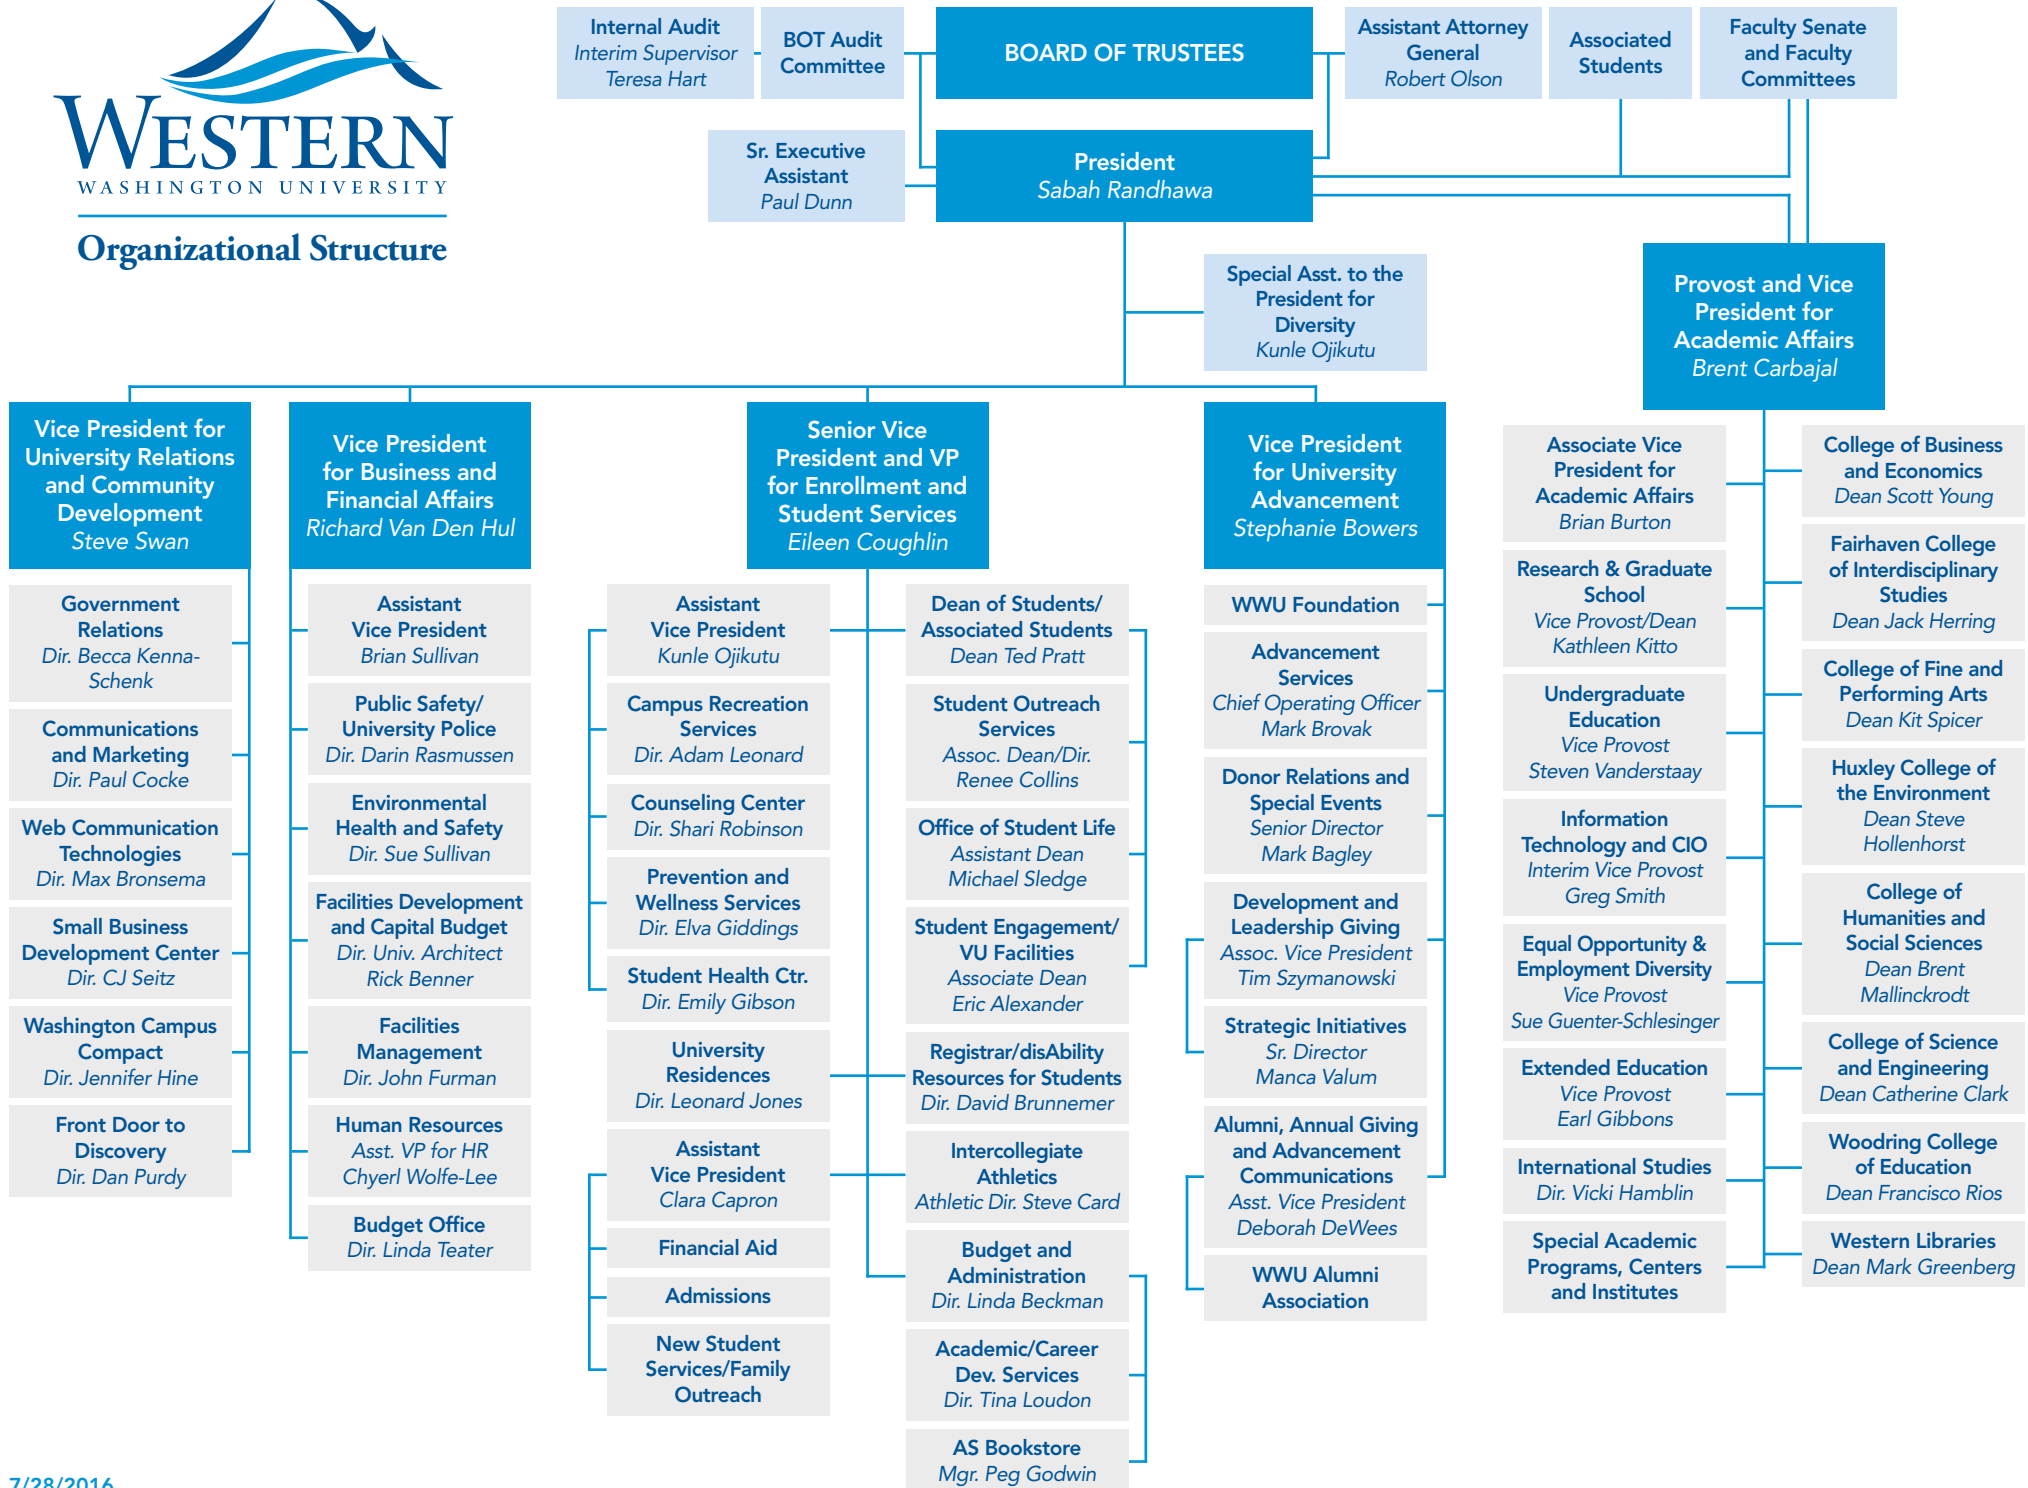 WESTERN
WASHINGTON UNIVERSITY
Organizational Structure
Internal Audit
Interim Supervisor
Teresa Hart
BOT Audit
Committee
BOARD OF TRUSTEES
Assistant Attorney
General
Robert Olson
Associated
Students
Faculty Senate
and Faculty
Committees
Sr. Executive
Assistant
Paul Dunn
President
Sabah Randhawa
Special Asst. to the
President for
Diversity
Kunle Ojikutu
Provost and Vice
President for
Academic Affairs
Brent Carbajal
Vice President for
University Relations
and Community
Development
Steve Swan
Government
Relations
Dir. Becca Kenna-
Schenk
Communications
and Marketing
Dir. Paul Cocke
Web Communication
Technologies
Dir. Max Bronsema
Small Business
Development Center
Dir. CJ Seitz
Washington Campus
Compact
Dir. Jennifer Hine
Front Door to
Discovery
Dir. Dan Purdy
Vice President
for Business and
Financial Affairs
Richard Van Den Hul
Assistant
Vice President
Brian Sullivan
Public Safety/
University Police
Dir. Darin Rasmussen
Environmental
Health and Safety
Dir. Sue Sullivan
Facilities Development
and Capital Budget
Dir. Univ. Architect
Rick Benner
Facilities
Management
Dir. John Furman
Human Resources
Asst. VP for HR
Chyerl Wolfe-Lee
Budget Office
Dir. Linda Teater
Senior Vice
President and VP
for Enrollment and
Student Services
Eileen Coughlin
Assistant
Vice President
Kunle Ojikutu
Campus Recreation
Services
Dir. Adam Leonard
Counseling Center
Dir. Shari Robinson
Prevention and
Wellness Services
Dir. Elva Giddings
Student Health Ctr.
Dir. Emily Gibson
University
Residences
Dir. Leonard Jones
Assistant
Vice President
Clara Capron
Financial Aid
Admissions
New Student
Services/Family
Outreach
Dean of Students/
Associated Students
Dean Ted Pratt
Student Outreach
Services
Assoc. Dean/Dir.
Renee Collins
Office of Student Life
Assistant Dean
Michael Sledge
Student Engagement/
VU Facilities
Associate Dean
Eric Alexander
Registrar/disAbility
Resources for Students
Dir. David Brunnemer
Intercollegiate
Athletics
Athletic Dir. Steve Card
Budget and
Administration
Dir. Linda Beckman
Academic/Career
Dev. Services
Dir. Tina Loudon
AS Bookstore
Mgr. Peg Godwin
Vice President
for University
Advancement
Stephanie Bowers
WWU Foundation
Advancement
Services
Chief Operating Officer
Mark Brovak
Donor Relations and
Special Events
Senior Director
Mark Bagley
Development and
Leadership Giving
Assoc. Vice President
Tim Szymanowski
Strategic Initiatives
Sr. Director
Manca Valum
Alumni, Annual Giving
and Advancement
Communications
Asst. Vice President
Deborah DeWees
WWU Alumni
Association
Associate Vice
President for
Academic Affairs
Brian Burton
Research & Graduate
School
Vice Provost/Dean
Kathleen Kitto
Undergraduate
Education
Vice Provost
Steven Vanderstaay
Information
Technology and CIO
Interim Vice Provost
Greg Smith
Equal Opportunity &
Employment Diversity
Vice Provost
Sue Guenter-Schlesinger
Extended Education
Vice Provost
Earl Gibbons
International Studies
Dir. Vicki Hamblin
Special Academic
Programs, Centers
and Institutes
College of Business
and Economics
Dean Scott Young
Fairhaven College
of Interdisciplinary
Studies
Dean Jack Herring
College of Fine and
Performing Arts
Dean Kit Spicer
Huxley College of
the Environment
Dean Steve
Hollenhorst
College of
Humanities and
Social Sciences
Dean Brent
Mallinckrodt
College of Science
and Engineering
Dean Catherine Clark
Woodring College
of Education
Dean Francisco Rios
Western Libraries
Dean Mark Greenberg
7/28/2016